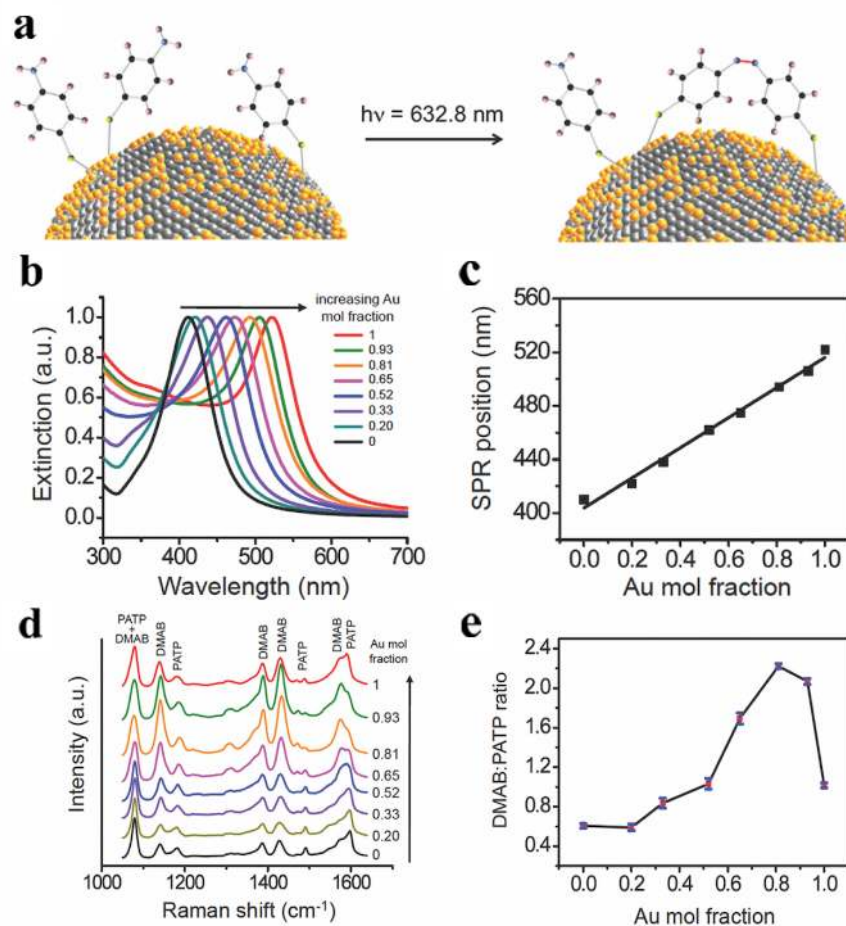 a
hν = 632.8 nm
b
increasing Au
mol fraction
1
0.93
0.81
0.65
0.52
0.33
0.20
0
Extinction (a.u.)
1.0
0.8
0.6
0.4
0.2
0.0
300 400 500 600 700
Wavelength (nm)
c
SPR position (nm)
560
520
480
440
400
0.0 0.2 0.4 0.6 0.8 1.0
Au mol fraction
d
PATP
+
DMAB
DMAB
PATP
DMAB
DMAB
PATP
DMAB
PATP
Au mol
fraction
1
0.93
0.81
0.65
0.52
0.33
0.20
0
Intensity (a.u.)
1000 1200 1400 1600
Raman shift (cm⁻¹)
e
DMAB:PATP ratio
2.4
2.2
1.8
1.4
1.0
0.6
0.4
0.0 0.2 0.4 0.6 0.8 1.0
Au mol fraction